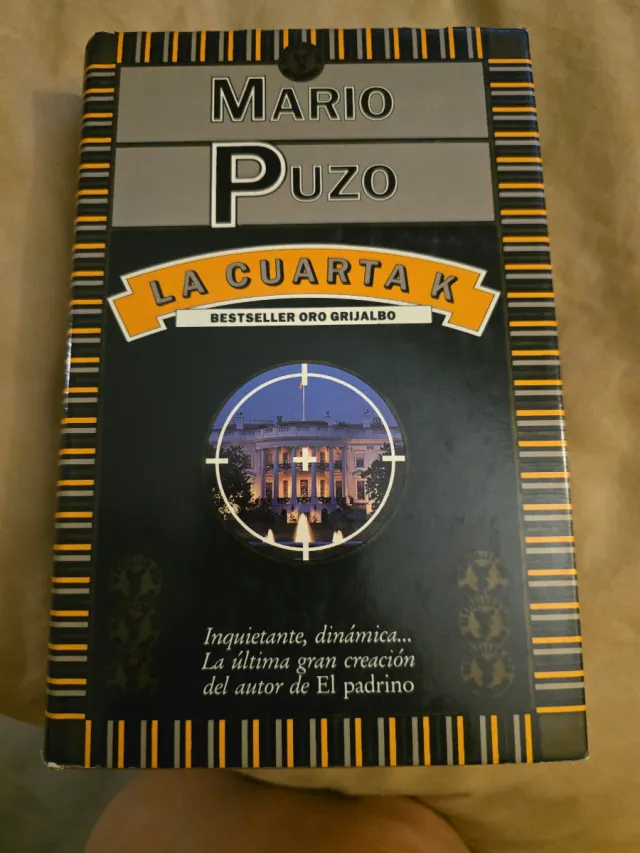 MARIO
PUZO
LA CUARTA K
BESTSELLER ORO GRIJALBO
Inquietante, dinámica...
La última gran creación
del autor de El padrino